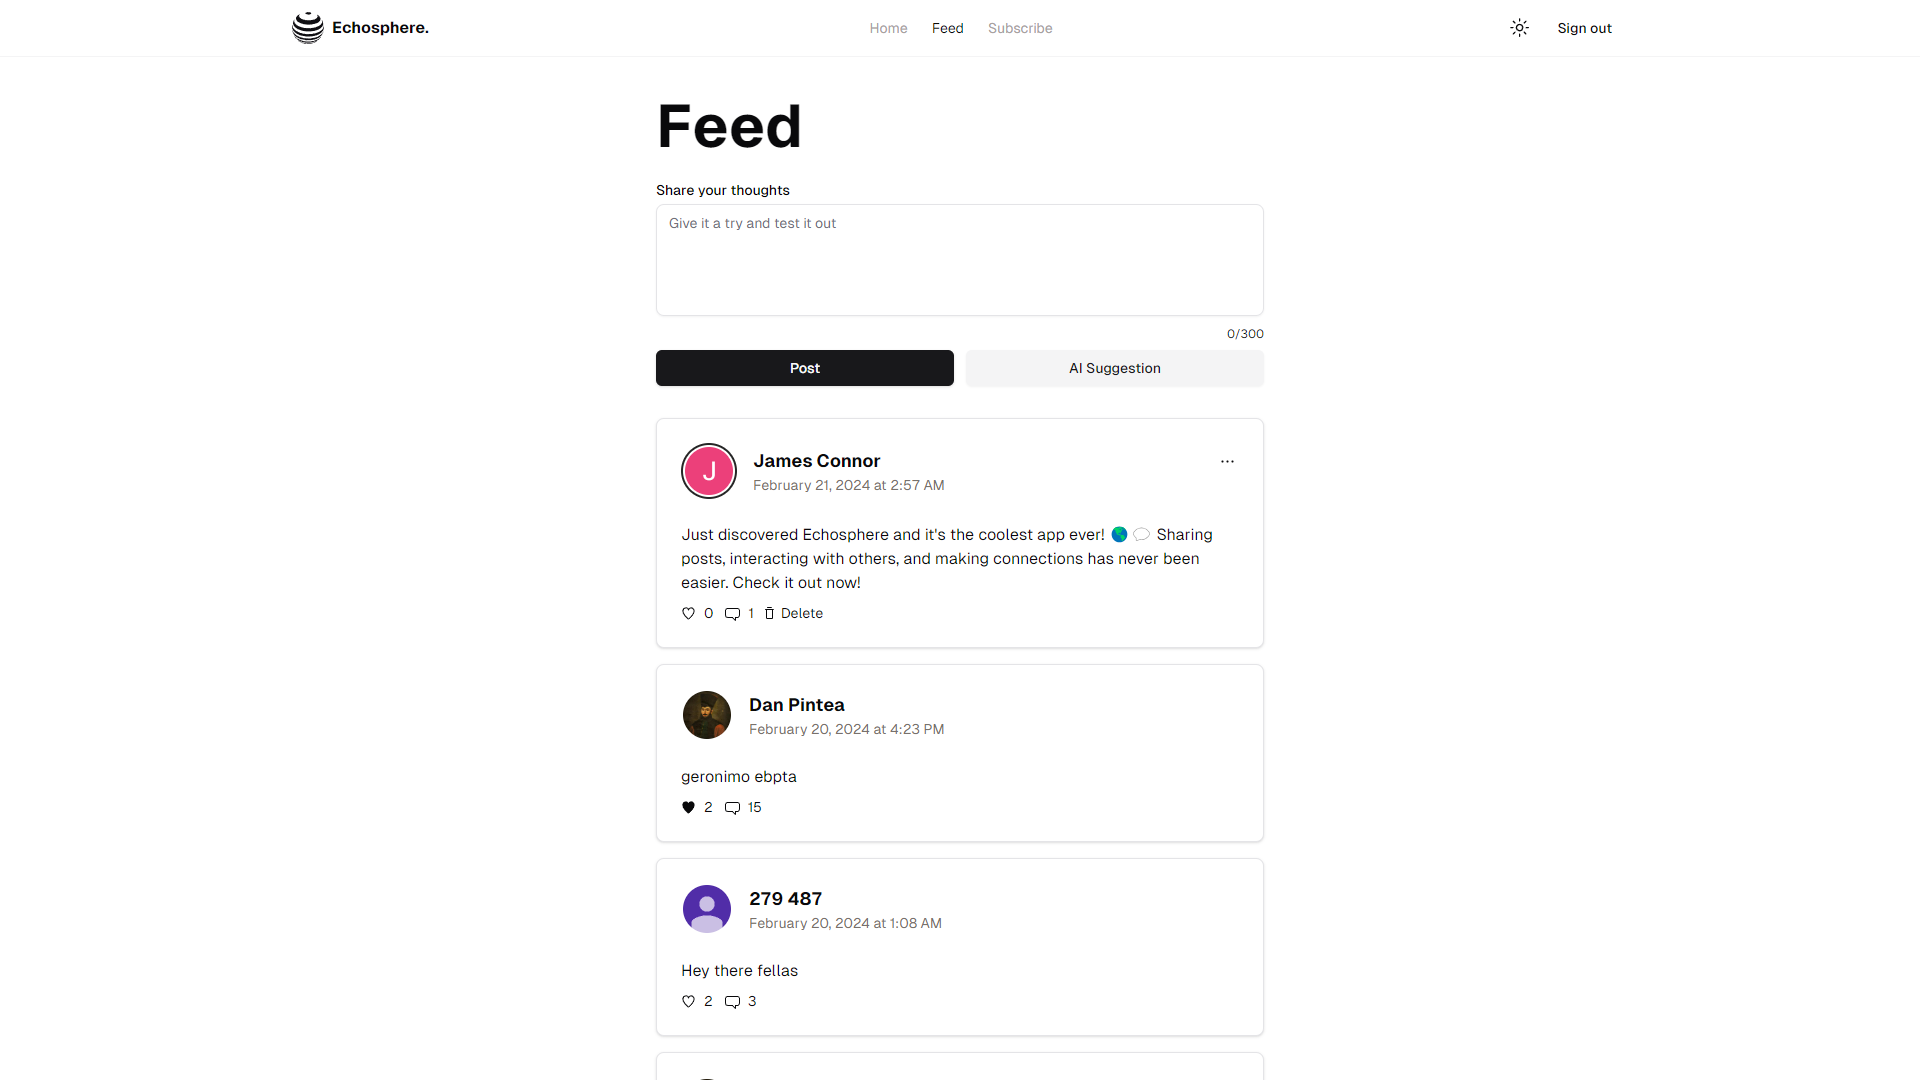 Echosphere.
Home
Feed
Subscribe
Sign out
Feed
Share your thoughts
Give it a try and test it out
0/300
Post
AI Suggestion
J
James Connor
...
February 21, 2024 at 2:57 AM
Just discovered Echosphere and it's the coolest app ever! 🌎 💬 Sharing
posts, interacting with others, and making connections has never been
easier. Check it out now!
0
1
Delete
Dan Pintea
February 20, 2024 at 4:23 PM
geronimo ebpta
2
15
279 487
February 20, 2024 at 1:08 AM
Hey there fellas
2
3